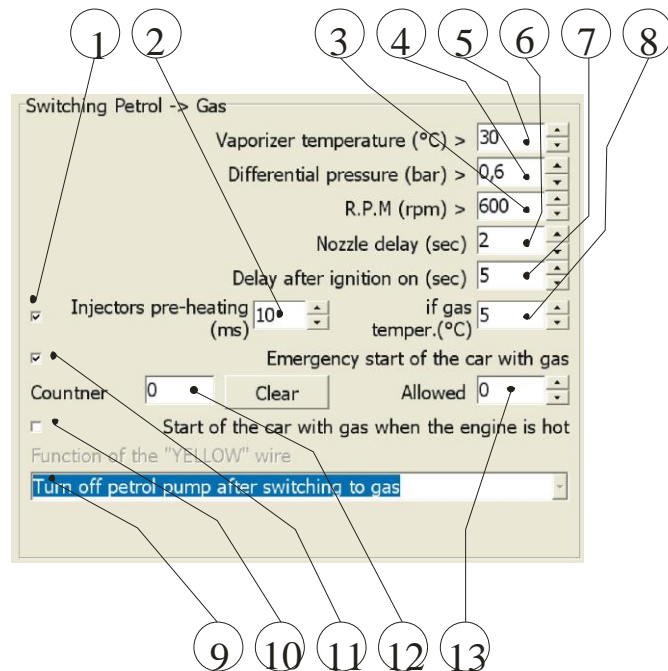 1 2 3 4 5 6 7 8
Switching Petrol -> Gas
Vaporizer temperature (°C) > 30
Differential pressure (bar) > 0,6
R.P.M (rpm) > 600
Nozzle delay (sec) 2
Delay after ignition on (sec) 5
Injectors pre-heating (ms) 10
if gas temper.(°C) 5
Emergency start of the car with gas
Countner 0 Clear Allowed 0
Start of the car with gas when the engine is hot
Function of the "YELLOW" wire
Turn off petrol pump after switching to gas
9 10 11 12 13